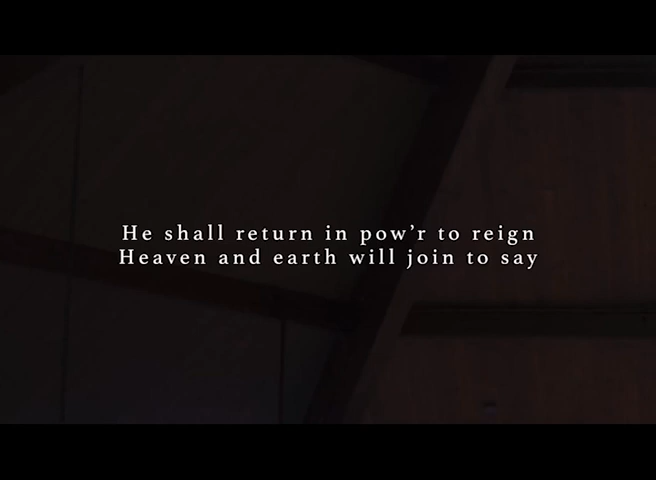 He shall return in pow’r to reign
Heaven and earth will join to say